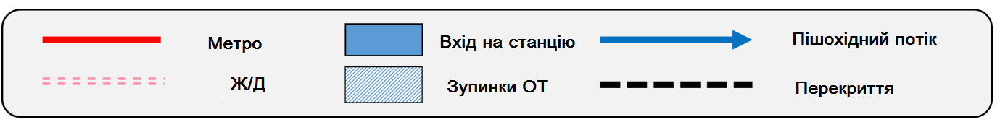 Метро
Вхід на станцію
Пішохідний потік
Ж/Д
Зупинки ОТ
Перекриття